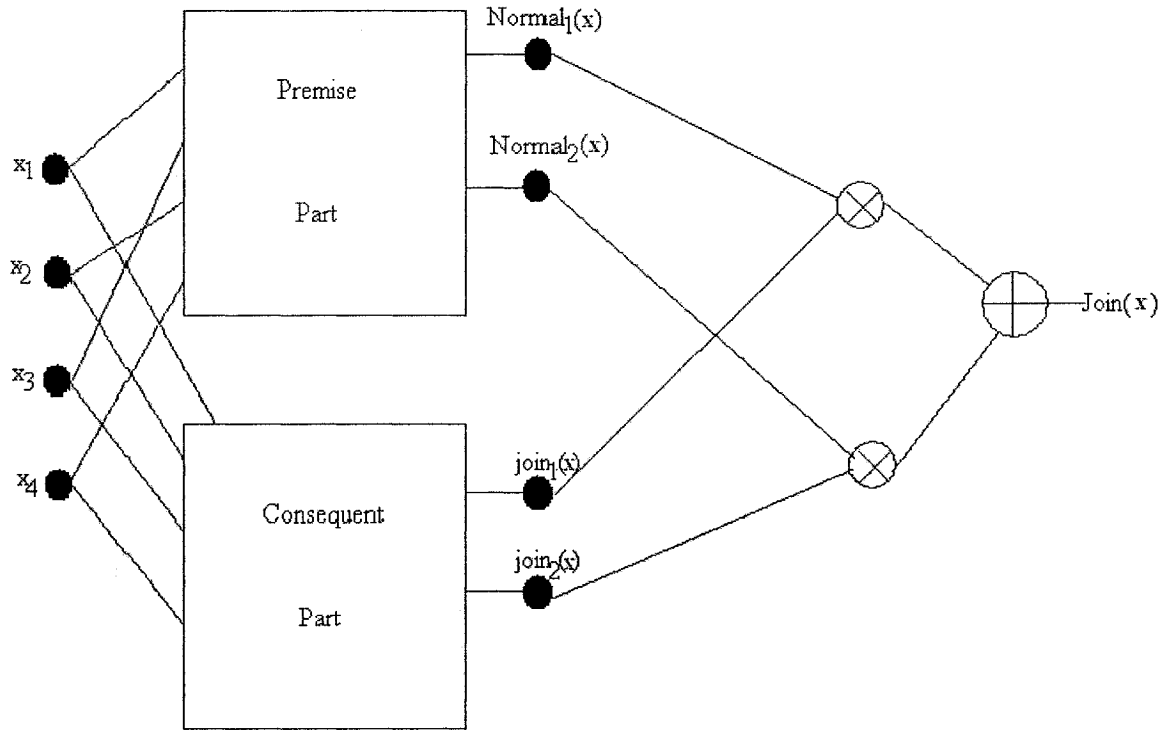 Normal₁(x)
Premise
Normal₂(x)
x₁
Part
x₂
Join(x)
x₃
join₁(x)
x₄
Consequent
join₂(x)
Part